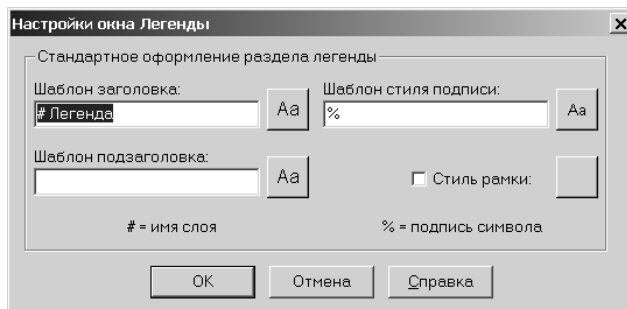 Настройки окна Легенды
Стандартное оформление раздела легенды
Шаблон заголовка:
# Легенда
Aa
Шаблон стиля подписи:
%
Aa
Шаблон подзаголовка:
Aa
Стиль рамки:
# = имя слоя
% = подпись символа
OK
Отмена
Справка